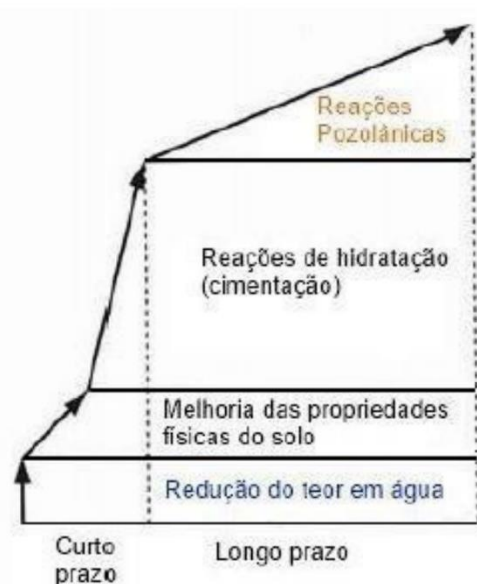 Reações
Pozolânicas
Reações de hidratação
(cimentação)
Melhoria das propriedades
físicas do solo
Redução do teor em água
Curto
prazo
Longo prazo